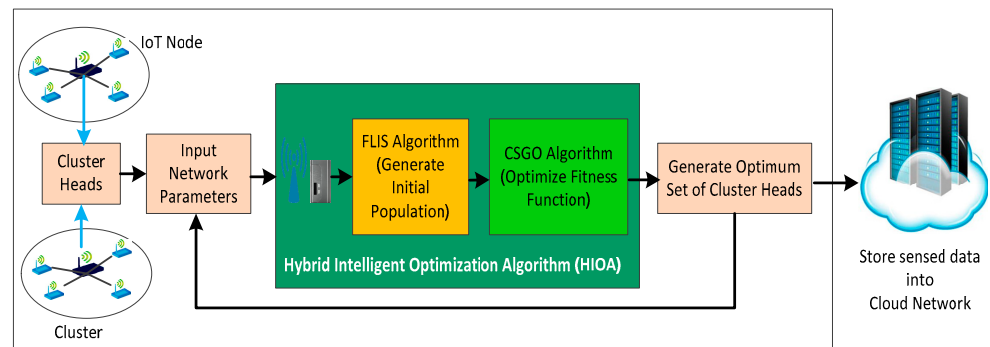 IoT Node
Cluster
Heads
Cluster
Input
Network
Parameters
FLIS Algorithm
(Generate
Initial
Population)
CSGO Algorithm
(Optimize Fitness
Function)
Hybrid Intelligent Optimization Algorithm (HIOA)
Generate Optimum
Set of Cluster Heads
Store sensed data
into
Cloud Network